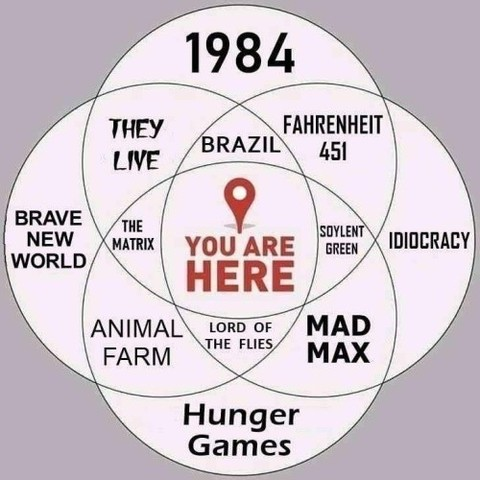 1984
THEY
LIVE
BRAZIL
FAHRENHEIT
451
BRAVE
NEW
WORLD
THE
MATRIX
YOU ARE
HERE
SOYLENT
GREEN
IDIOCRACY
ANIMAL
FARM
LORD OF
THE FLIES
MAD
MAX
Hunger
Games